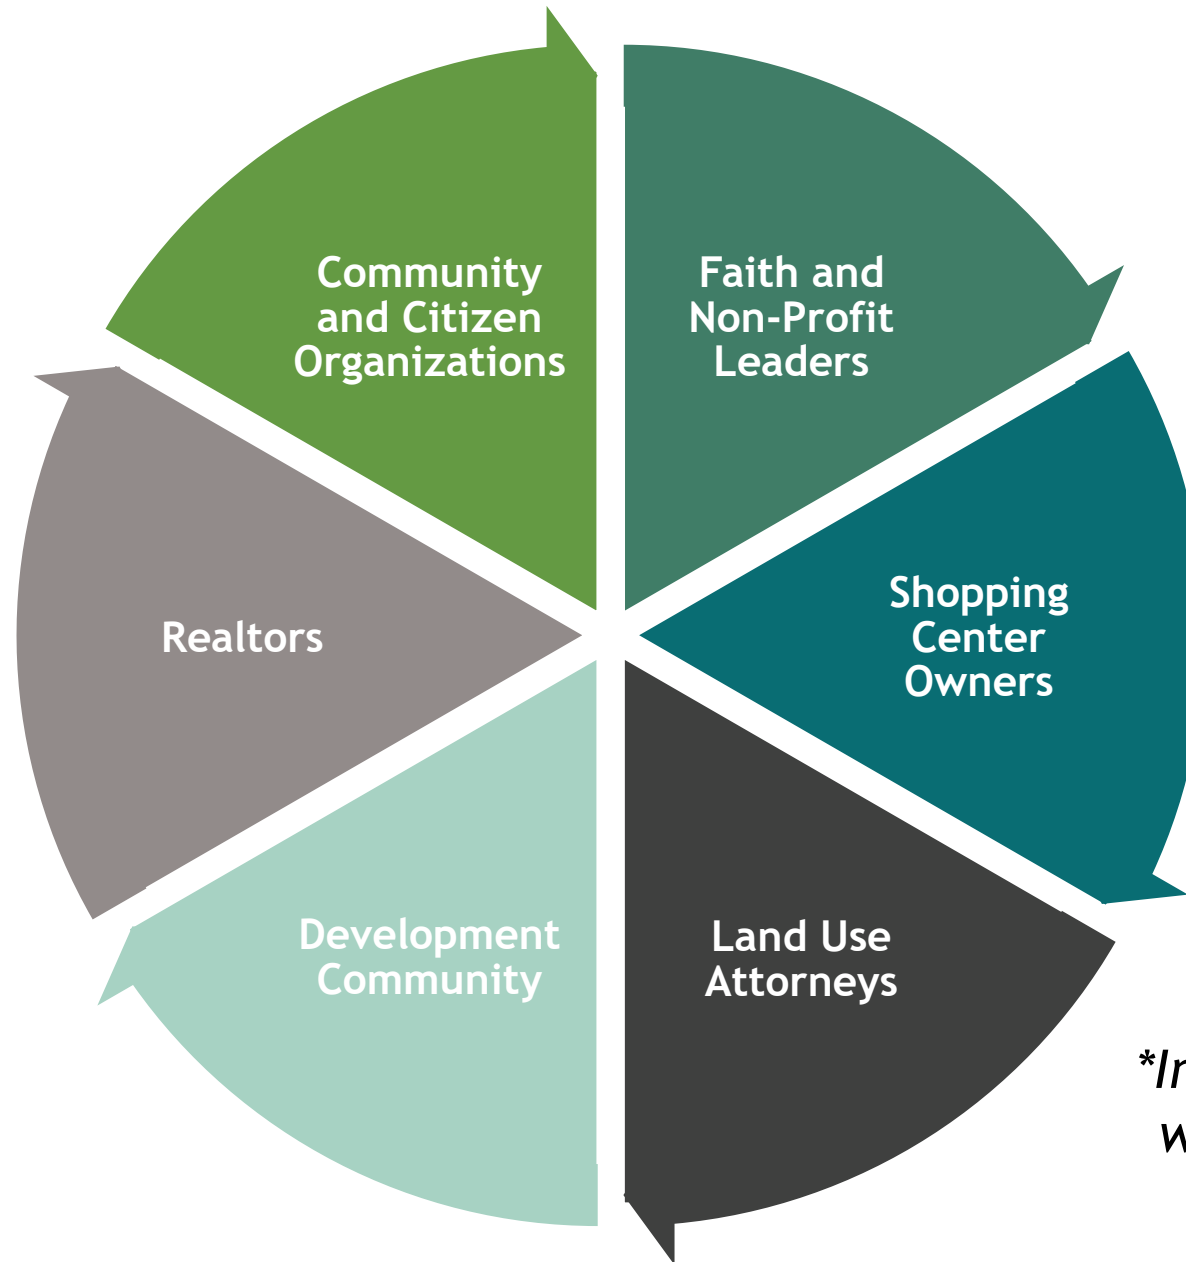 Community
and Citizen
Organizations
Faith and
Non-Profit
Leaders
Shopping
Center
Owners
Realtors
Development
Community
Land Use
Attorneys